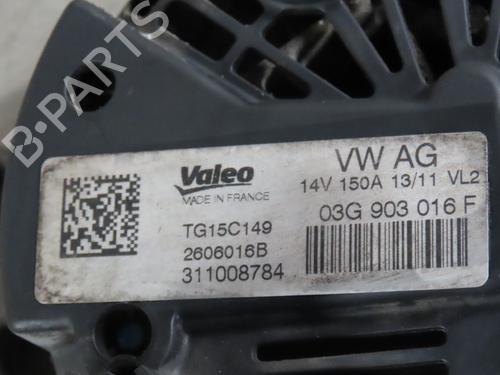 B-PARTS
Valeo
MADE IN FRANCE
TG15C149
2606016B
311008784
VW AG
14V 150A 13/11 VL2
03G 903 016 F